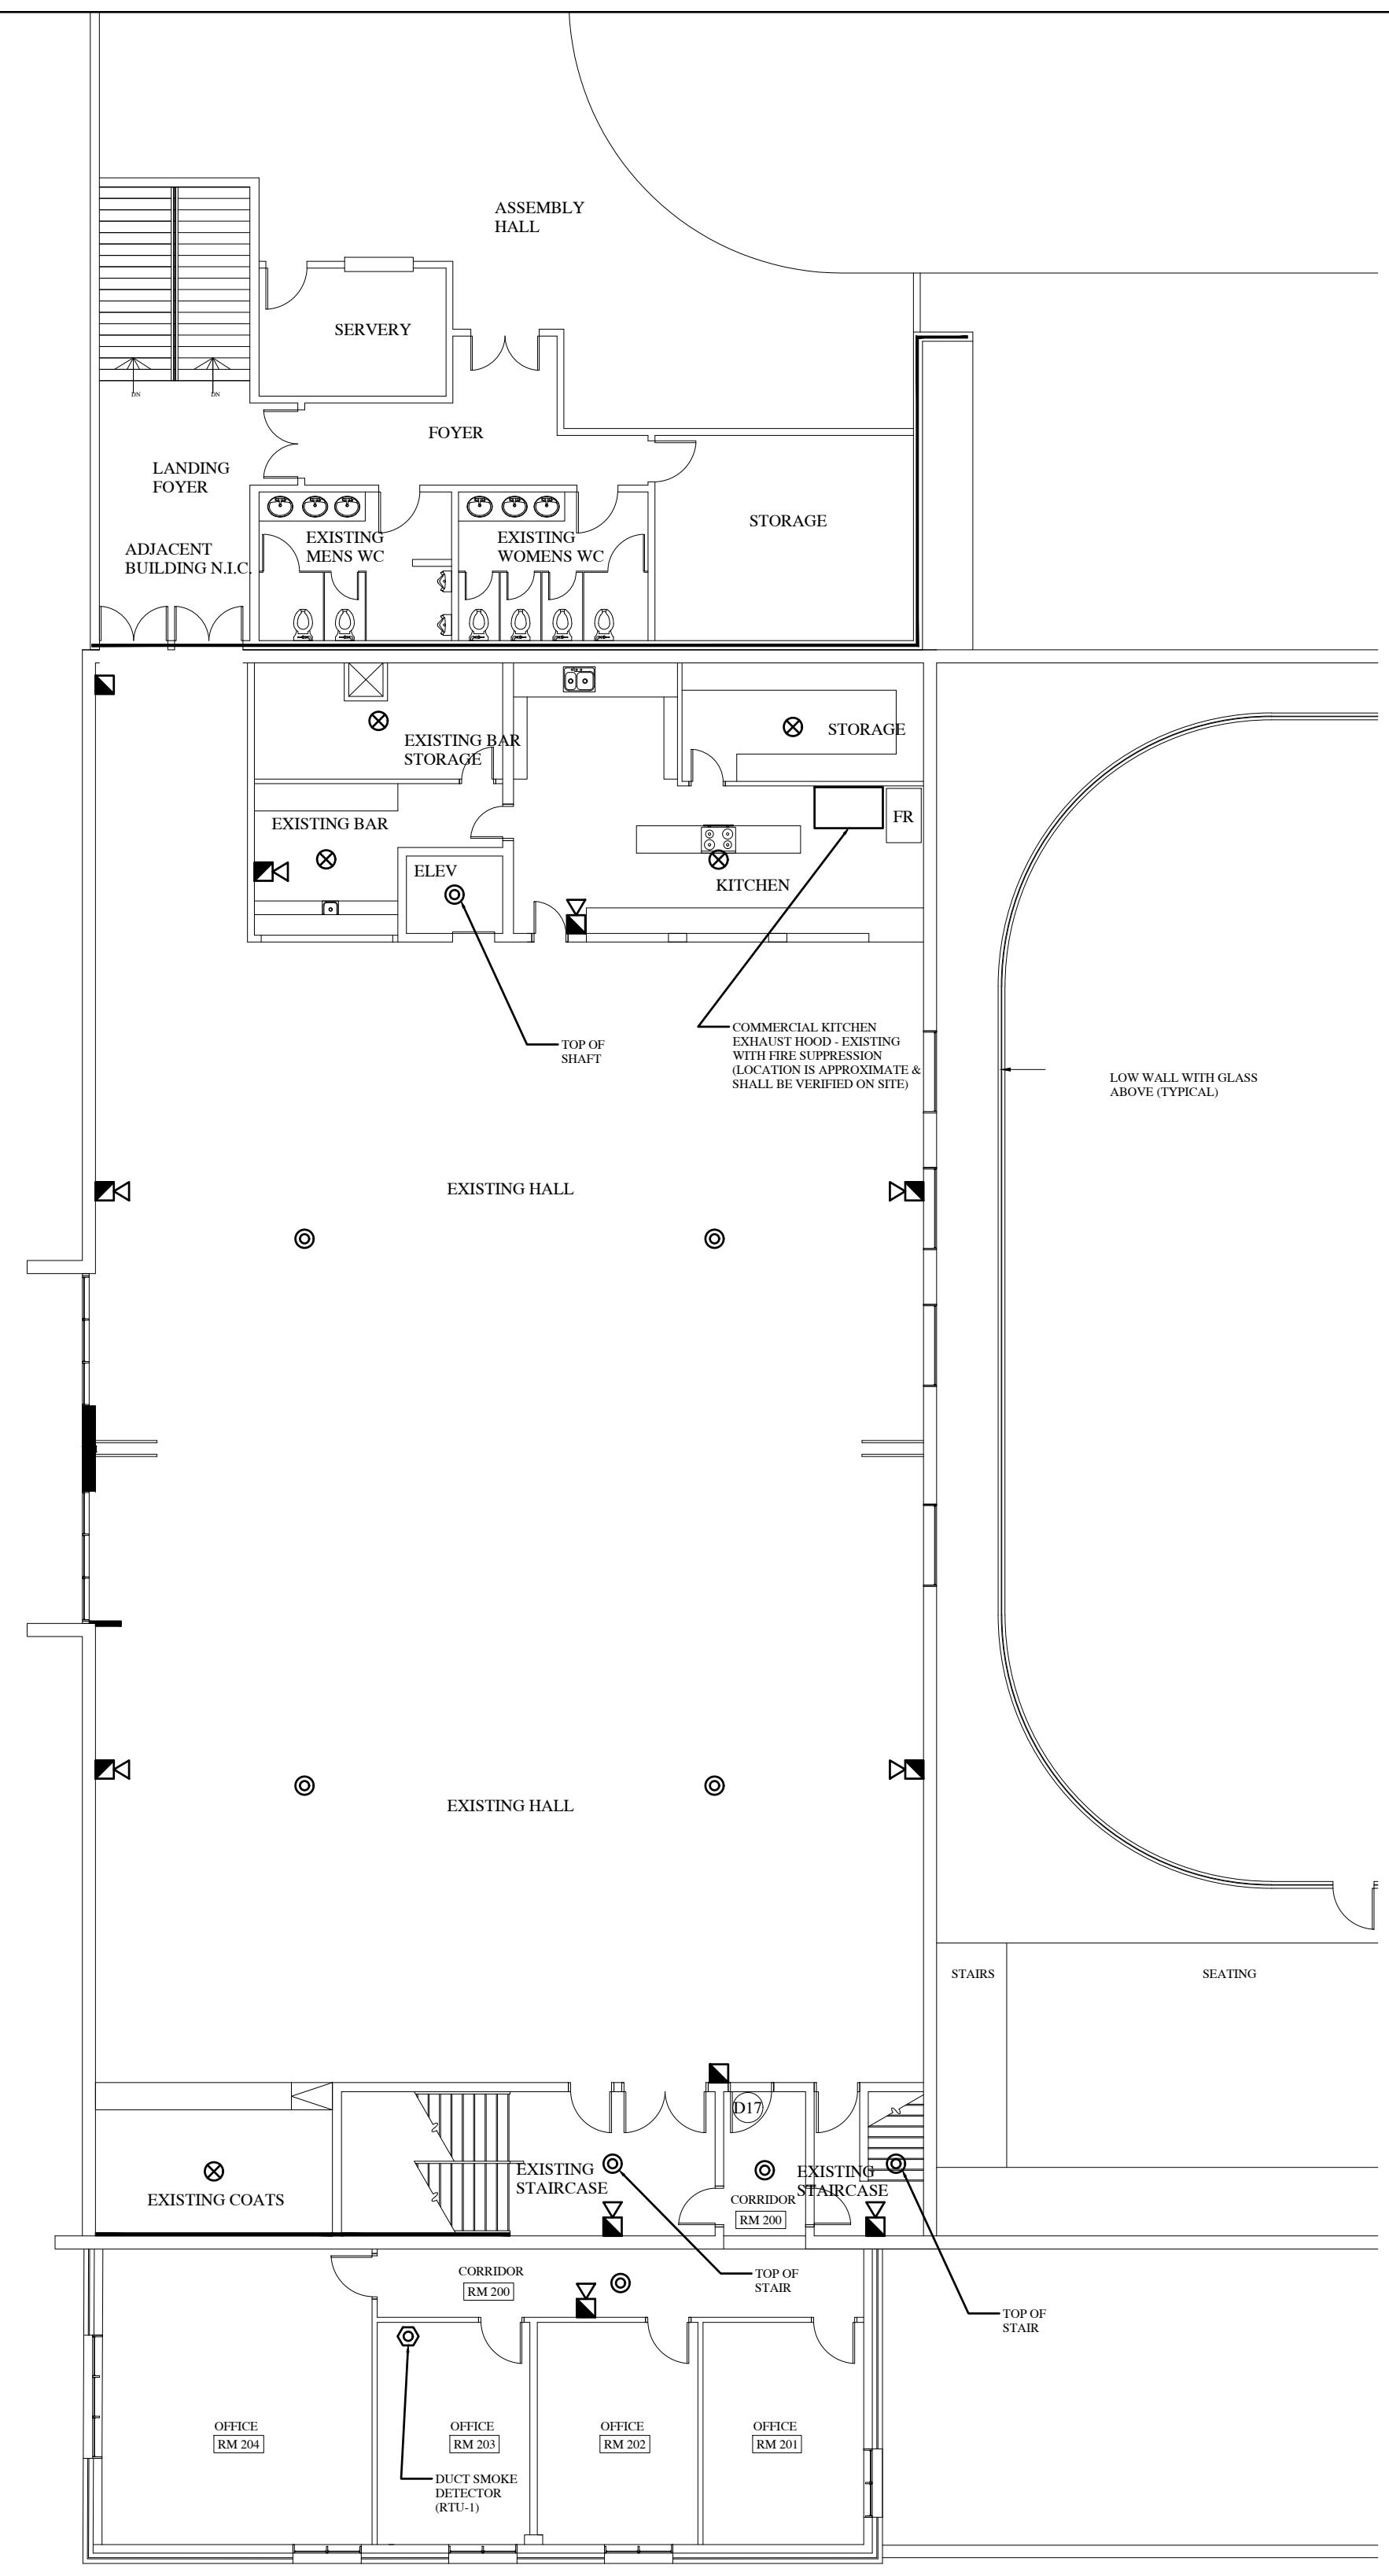 ASSEMBLY
HALL
SERVERY
DN
DN
FOYER
LANDING
FOYER
STORAGE
EXISTING
MENS WC
EXISTING
WOMENS WC
ADJACENT
BUILDING N.I.C.
EXISTING BAR
STORAGE
STORAGE
EXISTING BAR
FR
ELEV
KITCHEN
TOP OF
SHAFT
COMMERCIAL KITCHEN
EXHAUST HOOD - EXISTING
WITH FIRE SUPPRESSION
(LOCATION IS APPROXIMATE &
SHALL BE VERIFIED ON SITE)
LOW WALL WITH GLASS
ABOVE (TYPICAL)
EXISTING HALL
EXISTING HALL
STAIRS
SEATING
D17
EXISTING COATS
EXISTING
STAIRCASE
CORRIDOR
RM 200
EXISTING
STAIRCASE
CORRIDOR
RM 200
TOP OF
STAIR
TOP OF
STAIR
OFFICE
RM 204
OFFICE
RM 203
OFFICE
RM 202
OFFICE
RM 201
DUCT SMOKE
DETECTOR
(RTU-1)